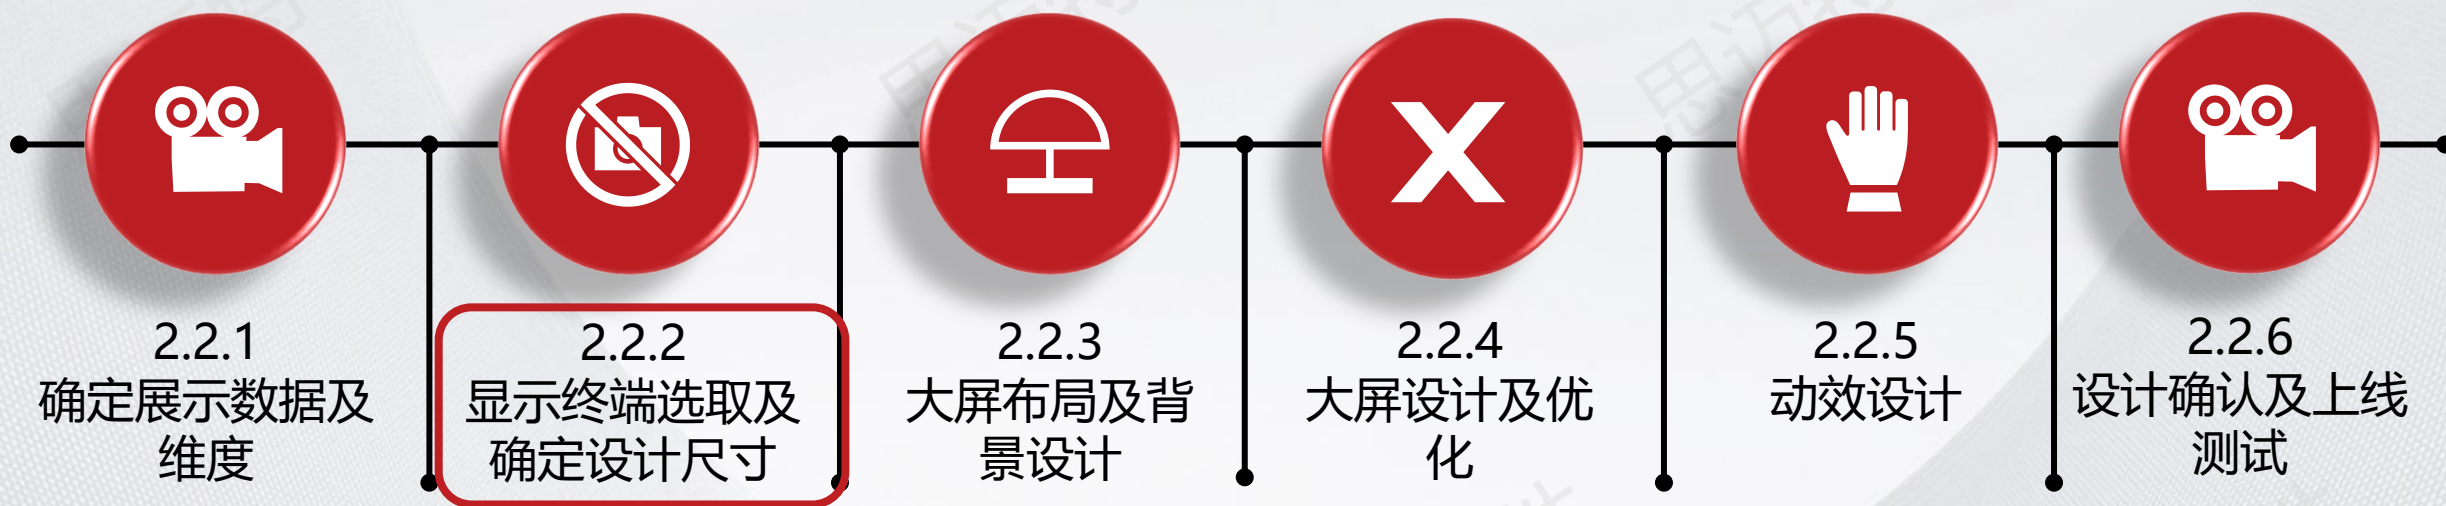 2.2.1
确定展示数据及
维度
2.2.2
显示终端选取及
确定设计尺寸
2.2.3
大屏布局及背
景设计
2.2.4
大屏设计及优
化
2.2.5
动效设计
2.2.6
设计确认及上线
测试